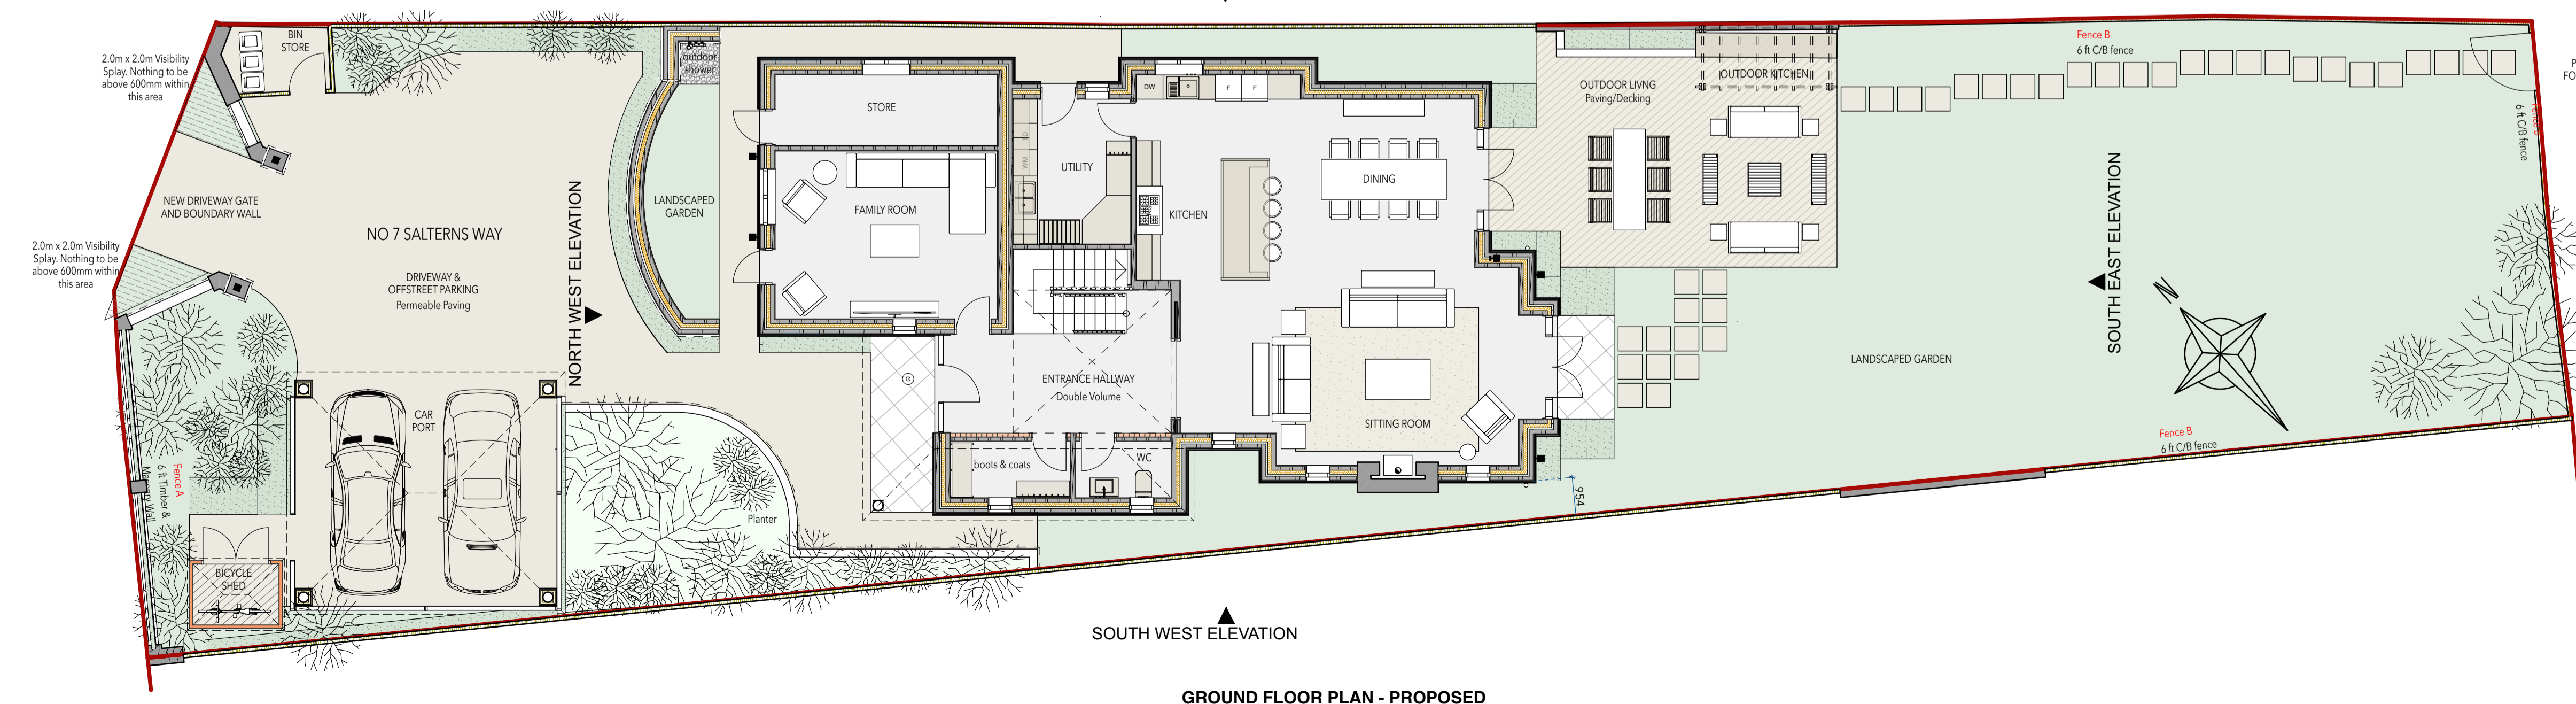 BIN
STORE
2.0m x 2.0m Visibility
Splay. Nothing to be
above 600mm within
this area
outdoor
shower
STORE
DW
F
F
OUTDOOR LIVNG
Paving/Decking
OUTDOOR KITCHEN
Fence B
6 ft C/B fence
6 ft C/B fence
NEW DRIVEWAY GATE
AND BOUNDARY WALL
NO 7 SALTERNS WAY
DRIVEWAY &
OFFSTREET PARKING
Permeable Paving
NORTH WEST ELEVATION
LANDSCAPED
GARDEN
FAMILY ROOM
WM
UTILITY
KITCHEN
DINING
SOUTH EAST ELEVATION
N
2.0m x 2.0m Visibility
Splay. Nothing to be
above 600mm within
this area
ENTRANCE HALLWAY
Double Volume
LANDSCAPED GARDEN
CAR
PORT
SITTING ROOM
Fence B
6 ft C/B fence
boots & coats
WC
Fence A
6 ft Timber &
Masonry Wall
954
Planter
BICYCLE
SHED
SOUTH WEST ELEVATION
GROUND FLOOR PLAN - PROPOSED